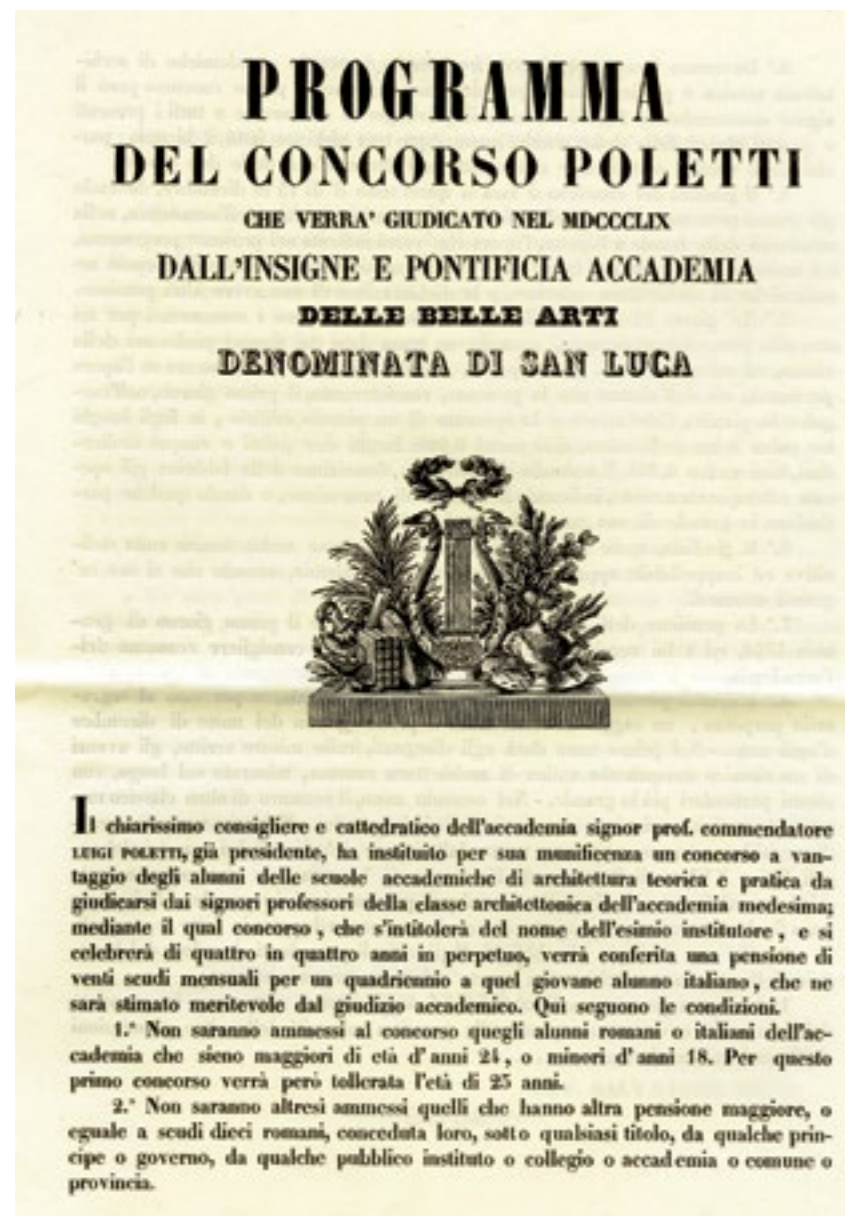 PROGRAMMA
DEL CONCORSO POLETTI
CHE VERRA' GIUDICATO NEL MDCCCLIX
DALL'INSIGNE E PONTIFICIA ACCADEMIA
DELLE BELLE ARTI
DENOMINATA DI SAN LUCA
Il chiarissimo consigliere e cattedratico dell'accademia signor prof. commendatore
LUIGI POLETTI, già presidente, ha instituito per sua munificenza un concorso a van-
taggio degli alunni delle scuole accademiche di architettura teorica e pratica da
giudicarsi dai signori professori della classe architettonica dell'accademia medesima;
mediante il qual concorso, che s'intitolerà del nome dell'esimio institutore, e si
celebrerà di quattro in quattro anni in perpetuo, verrà conferita una pensione di
venti scudi mensuali per un quadriennio a quel giovane alunno italiano, che ne
sarà stimato meritevole dal giudizio accademico. Qui seguono le condizioni.
1.° Non saranno ammessi al concorso quegli alunni romani o italiani dell'ac-
cademia che sieno maggiori di età d'anni 24, o minori d'anni 18. Per questo
primo concorso verrà però tollerata l'età di 25 anni.
2.° Non saranno altresì ammessi quelli che hanno altra pensione maggiore, o
eguale a scudi dieci romani, conceduta loro, sotto qualsiasi titolo, da qualche prin-
cipe o governo, da qualche pubblico instituto o collegio o accademia o comune o
provincia.